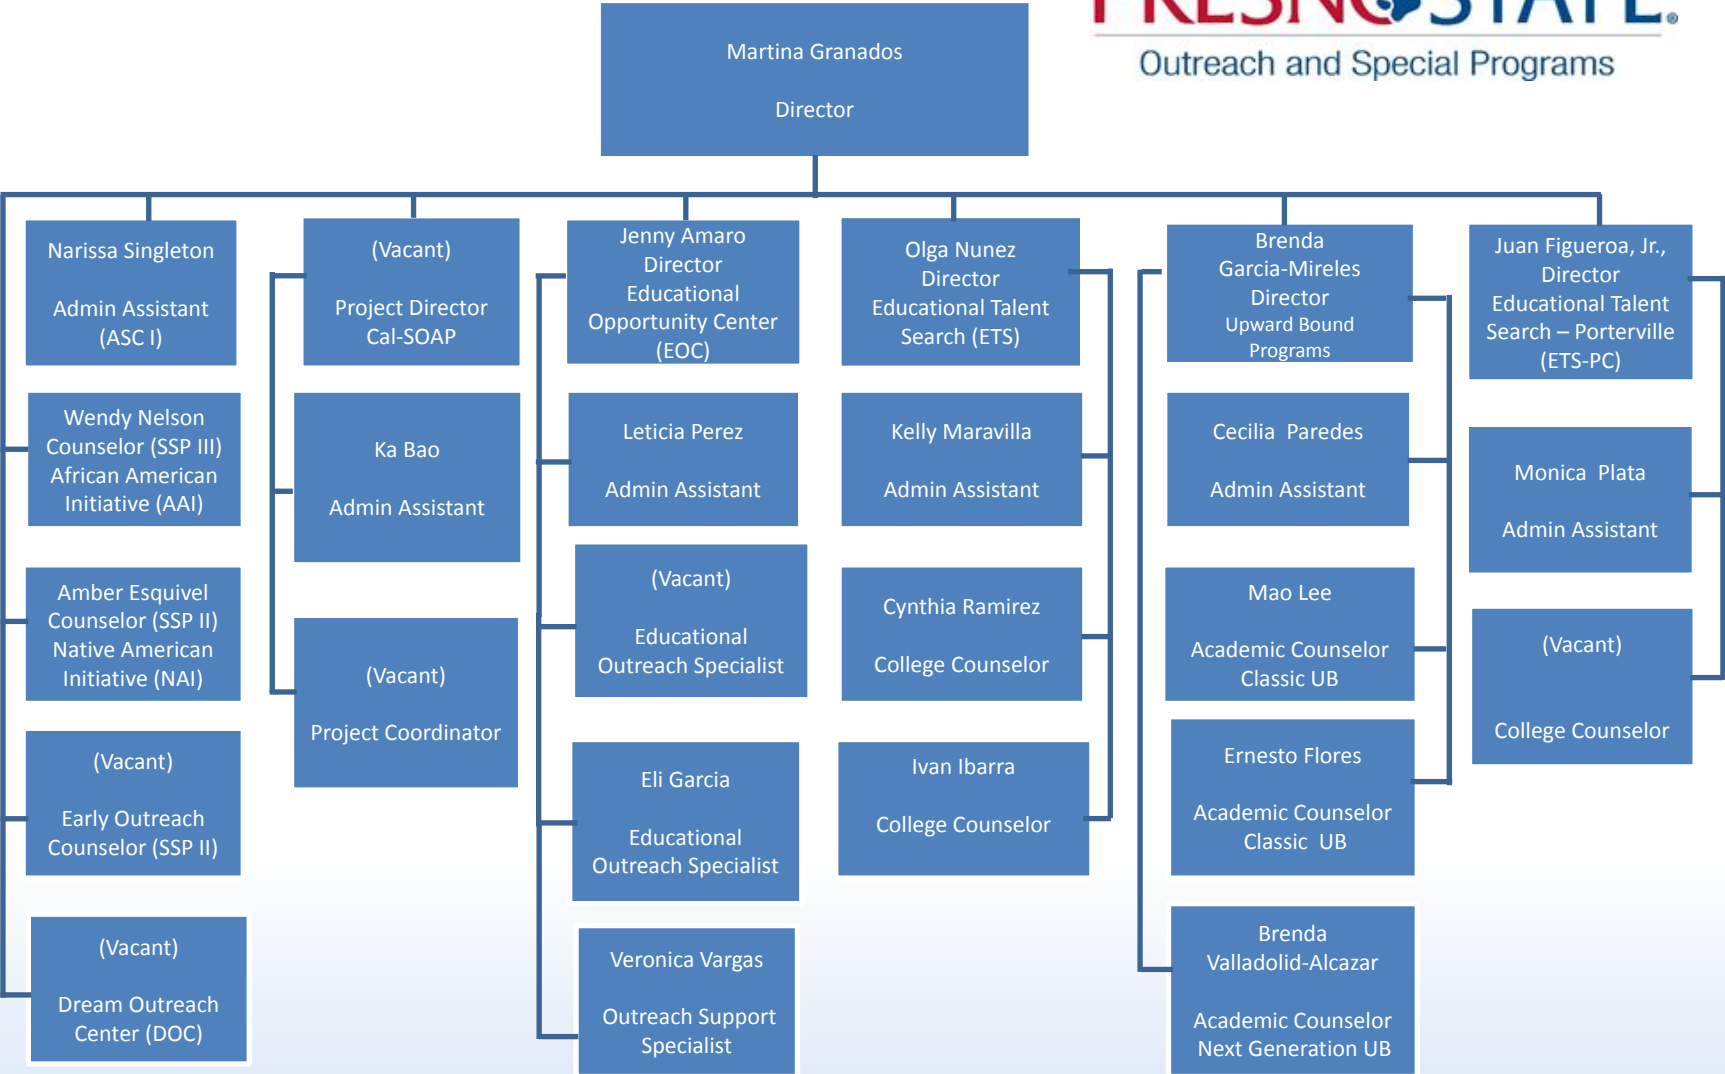 FRESNO STATE®
Outreach and Special Programs
Martina Granados
Director
Narissa Singleton
Admin Assistant
(ASC I)
Wendy Nelson
Counselor (SSP III)
African American
Initiative (AAI)
Amber Esquivel
Counselor (SSP II)
Native American
Initiative (NAI)
(Vacant)
Early Outreach
Counselor (SSP II)
(Vacant)
Dream Outreach
Center (DOC)
(Vacant)
Project Director
Cal-SOAP
Ka Bao
Admin Assistant
(Vacant)
Project Coordinator
Jenny Amaro
Director
Educational
Opportunity Center
(EOC)
Leticia Perez
Admin Assistant
(Vacant)
Educational
Outreach Specialist
Eli Garcia
Educational
Outreach Specialist
Veronica Vargas
Outreach Support
Specialist
Olga Nunez
Director
Educational Talent
Search (ETS)
Kelly Maravilla
Admin Assistant
Cynthia Ramirez
College Counselor
Ivan Ibarra
College Counselor
Brenda
Garcia-Mireles
Director
Upward Bound
Programs
Cecilia Paredes
Admin Assistant
Mao Lee
Academic Counselor
Classic UB
Ernesto Flores
Academic Counselor
Classic UB
Brenda
Valladolid-Alcazar
Academic Counselor
Next Generation UB
Juan Figueroa, Jr.,
Director
Educational Talent
Search – Porterville
(ETS-PC)
Monica Plata
Admin Assistant
(Vacant)
College Counselor